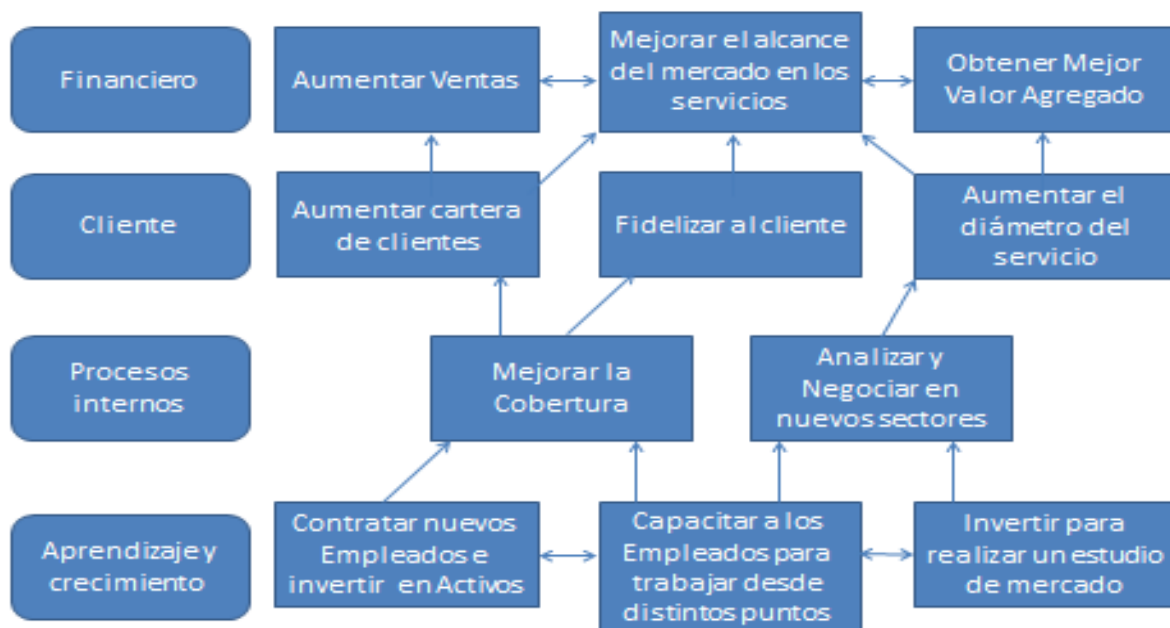 Financiero
Aumentar Ventas
Mejorar el alcance
del mercado en los
servicios
Obtener Mejor
Valor Agregado
Cliente
Aumentar cartera
de clientes
Fidelizar al cliente
Aumentar el
diámetro del
servicio
Procesos
internos
Mejorar la
Cobertura
Analizar y
Negociar en
nuevos sectores
Aprendizaje y
crecimiento
Contratar nuevos
Empleados e
invertir en Activos
Capacitar a los
Empleados para
trabajar desde
distintos puntos
Invertir para
realizar un estudio
de mercado